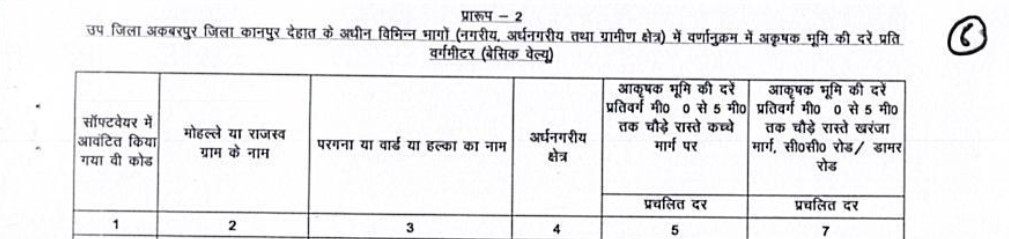 प्रारूप – 2
6
उप जिला अकबरपुर जिला कानपुर देहात के अधीन विभिन्न भागों (नगरीय, अर्धनगरीय तथा ग्रामीण क्षेत्र) में वर्णानुक्रम में अकृषक भूमि की दरें प्रति
वर्गमीटर (बेसिक वेल्यू)
सॉफ्टवेयर में
आवंटित किया
गया वी कोड
मोहल्ले या राजस्व
ग्राम के नाम
परगना या वार्ड या हल्का का नाम
अर्धनगरीय
क्षेत्र
आकृषक भूमि की दरें
प्रतिवर्ग मी0 0 से 5 मी0
तक चौड़े रास्ते कच्चे
मार्ग पर
आकृषक भूमि की दरें
प्रतिवर्ग मी0 0 से 5 मी0
तक चौड़े रास्ते खरंजा
मार्ग, सी0सी0 रोड/ डामर
रोड
प्रचलित दर
प्रचलित दर
1 2 3 4 5 7